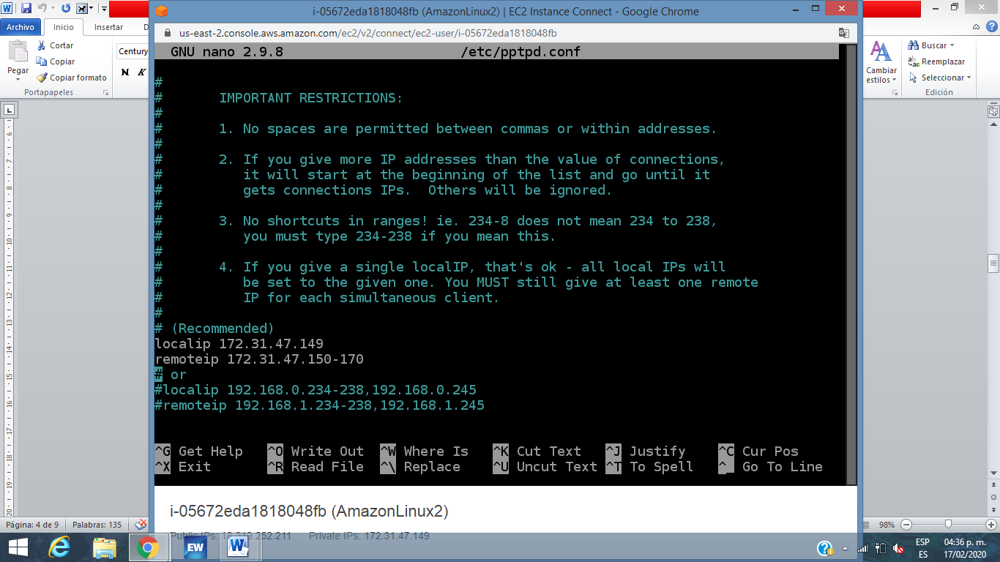 i-05672eda1818048fb (AmazonLinux2) | EC2 Instance Connect - Google Chrome
us-east-2.console.aws.amazon.com/ec2/v2/connect/ec2-user/i-05672eda1818048fb
Archivo Inicio Insertar D
Cortar
Copiar
Copiar formato
Pegar
Portapapeles
Century
N K
Buscar
Reemplazar
Seleccionar
Cambiar
estilos
Edición
GNU nano 2.9.8 /etc/pptpd.conf
#
# IMPORTANT RESTRICTIONS:
#
# 1. No spaces are permitted between commas or within addresses.
#
# 2. If you give more IP addresses than the value of connections,
# it will start at the beginning of the list and go until it
# gets connections IPs. Others will be ignored.
#
# 3. No shortcuts in ranges! ie. 234-8 does not mean 234 to 238,
# you must type 234-238 if you mean this.
#
# 4. If you give a single localIP, that's ok - all local IPs will
# be set to the given one. You MUST still give at least one remote
# IP for each simultaneous client.
#
# (Recommended)
localip 172.31.47.149
remoteip 172.31.47.150-170
# or
#localip 192.168.0.234-238,192.168.0.245
#remoteip 192.168.1.234-238,192.168.1.245
^G Get Help ^O Write Out ^W Where Is ^K Cut Text ^J Justify ^C Cur Pos
^X Exit ^R Read File ^\ Replace ^U Uncut Text ^T To Spell ^_ Go To Line
i-05672eda1818048fb (AmazonLinux2)
Private IPs: 172.31.47.149
Página: 4 de 9 Palabras: 135
98%
EW
ESP
ES
04:36 p. m.
17/02/2020